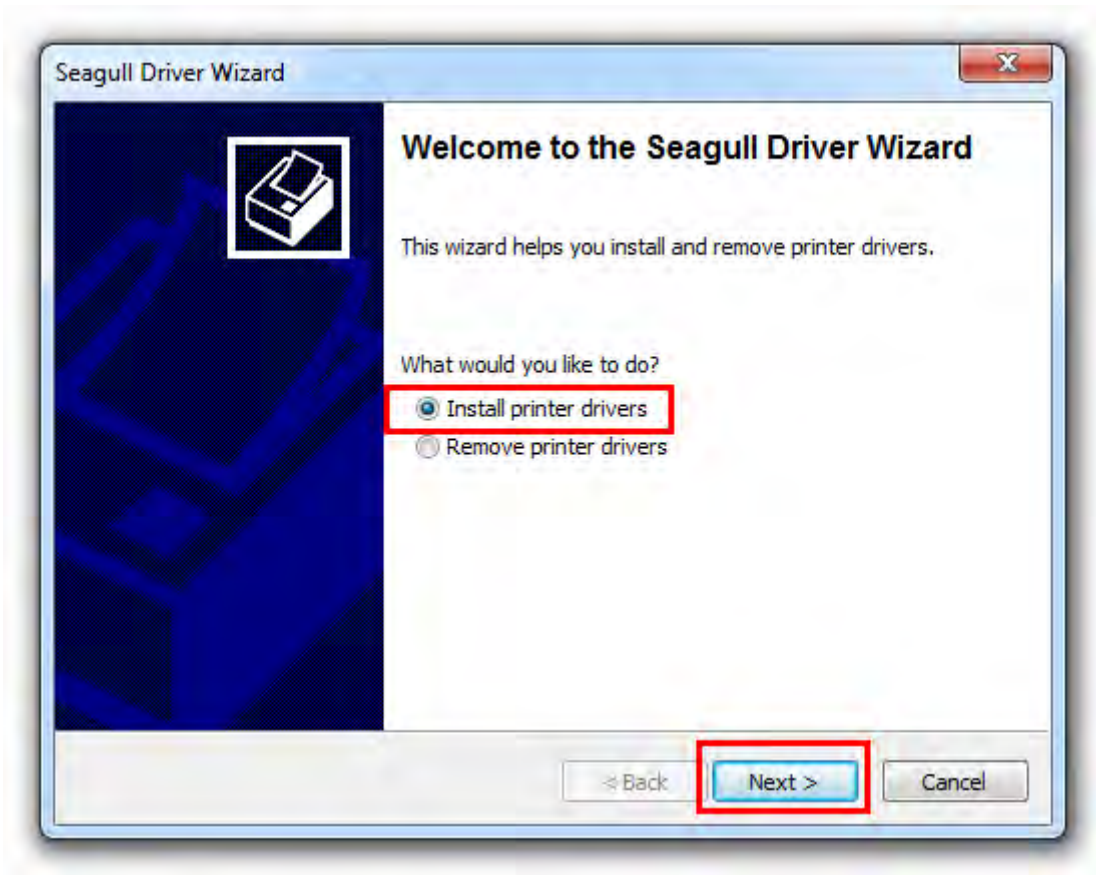 Seagull Driver Wizard
Welcome to the Seagull Driver Wizard
This wizard helps you install and remove printer drivers.
What would you like to do?
Install printer drivers
Remove printer drivers
< Back Next > Cancel